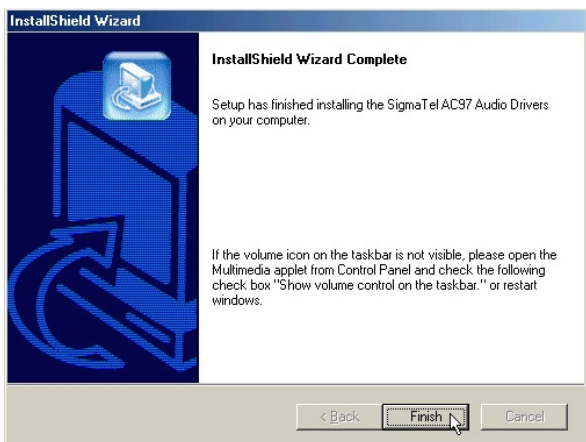 InstallShield Wizard
InstallShield Wizard Complete
Setup has finished installing the SigmaTel AC97 Audio Drivers
on your computer.
If the volume icon on the taskbar is not visible, please open the
Multimedia applet from Control Panel and check the following
check box "Show volume control on the taskbar." or restart
windows.
< Back Finish Cancel